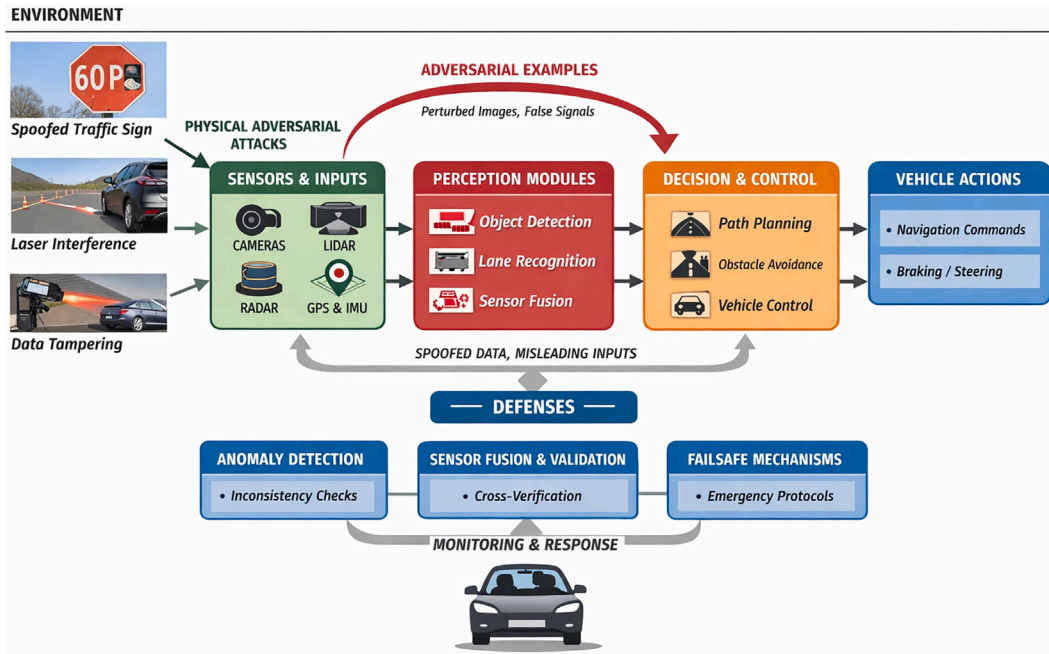 ENVIRONMENT
60P
Spoofed Traffic Sign
Laser Interference
Data Tampering
PHYSICAL ADVERSARIAL
ATTACKS
ADVERSARIAL EXAMPLES
Perturbed Images, False Signals
SENSORS & INPUTS
CAMERAS
LIDAR
RADAR
GPS & IMU
PERCEPTION MODULES
Object Detection
Lane Recognition
Sensor Fusion
DECISION & CONTROL
Path Planning
Obstacle Avoidance
Vehicle Control
VEHICLE ACTIONS
• Navigation Commands
• Braking / Steering
SPOOFED DATA, MISLEADING INPUTS
DEFENSES
ANOMALY DETECTION
• Inconsistency Checks
SENSOR FUSION & VALIDATION
• Cross-Verification
FAILSAFE MECHANISMS
• Emergency Protocols
MONITORING & RESPONSE